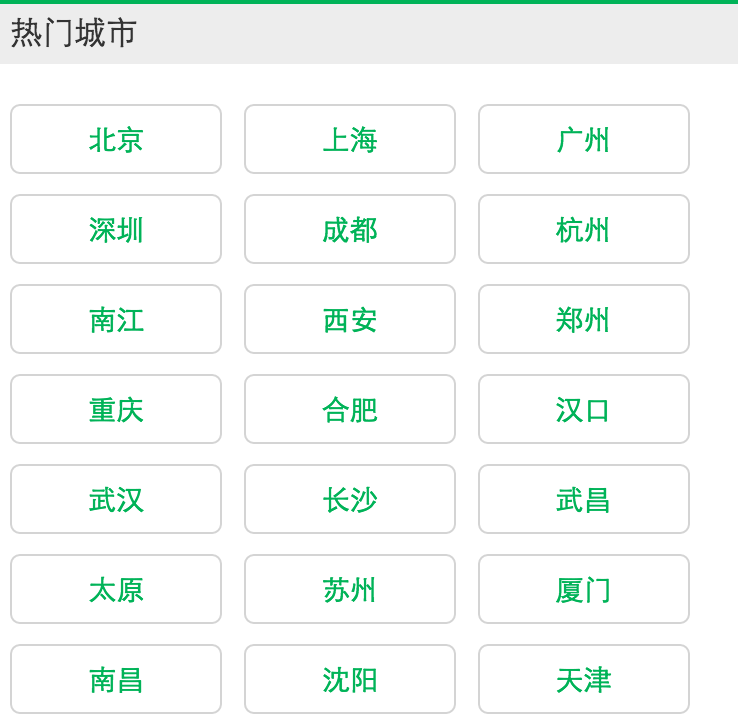 热门城市
北京 上海 广州
深圳 成都 杭州
南江 西安 郑州
重庆 合肥 汉口
武汉 长沙 武昌
太原 苏州 厦门
南昌 沈阳 天津